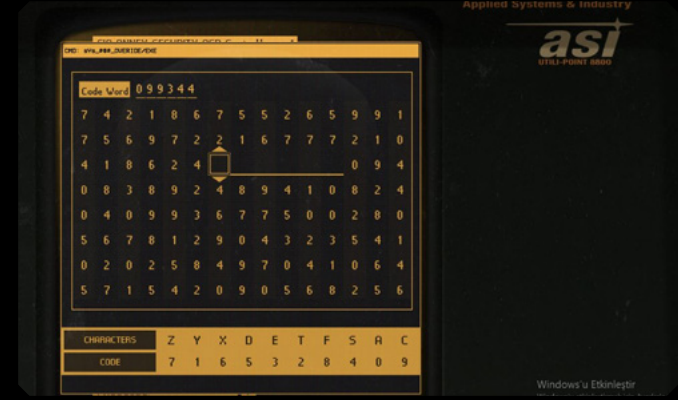 Applied Systems & Industry
asi
UTILI-POINT 8800
Code Word 099344
7 4 2 1 8 6 7 5 5 2 6 5 9 9 1
7 5 6 9 7 2 2 1 6 7 7 7 2 1 0
4 1 8 6 2 4 0 9 4
0 8 3 8 9 2 4 8 9 4 1 0 8 2 4
0 4 0 9 9 3 6 7 7 5 0 0 2 8 0
5 6 7 8 1 2 9 0 4 3 2 3 5 4 1
0 2 0 2 5 8 4 9 7 0 4 1 0 6 4
5 7 1 5 4 2 0 9 0 5 6 8 2 5 6
CHARACTERS Z Y X D E T F S A C
CODE 7 1 6 5 3 2 8 4 0 9
Windows'u Etkinleştir